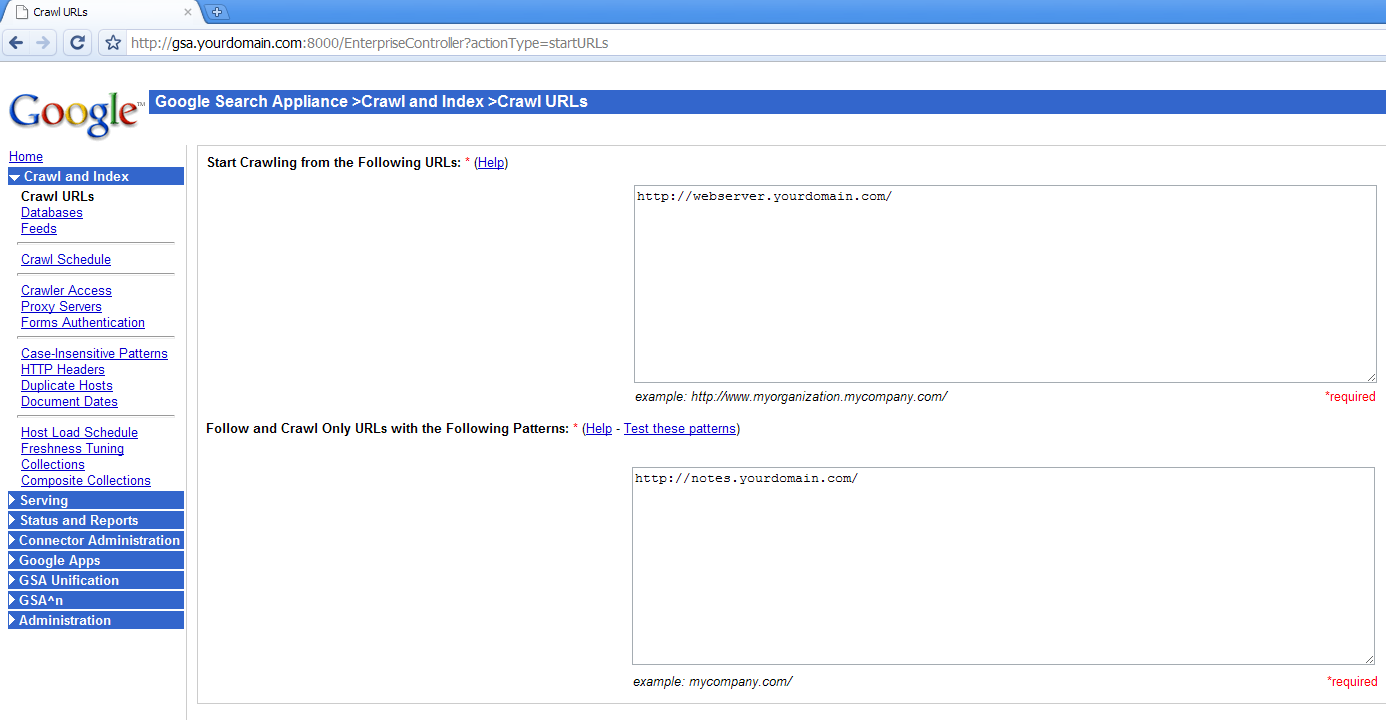 Crawl URLs
http://gsa.yourdomain.com:8000/EnterpriseController?actionType=startURLs
Google™
Google Search Appliance >Crawl and Index >Crawl URLs
Home
Crawl and Index
Crawl URLs
Databases
Feeds
Crawl Schedule
Crawler Access
Proxy Servers
Forms Authentication
Case-Insensitive Patterns
HTTP Headers
Duplicate Hosts
Document Dates
Host Load Schedule
Freshness Tuning
Collections
Composite Collections
Serving
Status and Reports
Connector Administration
Google Apps
GSA Unification
GSA^n
Administration
Start Crawling from the Following URLs: * (Help)
http://webserver.yourdomain.com/
example: http://www.myorganization.mycompany.com/
*required
Follow and Crawl Only URLs with the Following Patterns: * (Help - Test these patterns)
http://notes.yourdomain.com/
example: mycompany.com/
*required